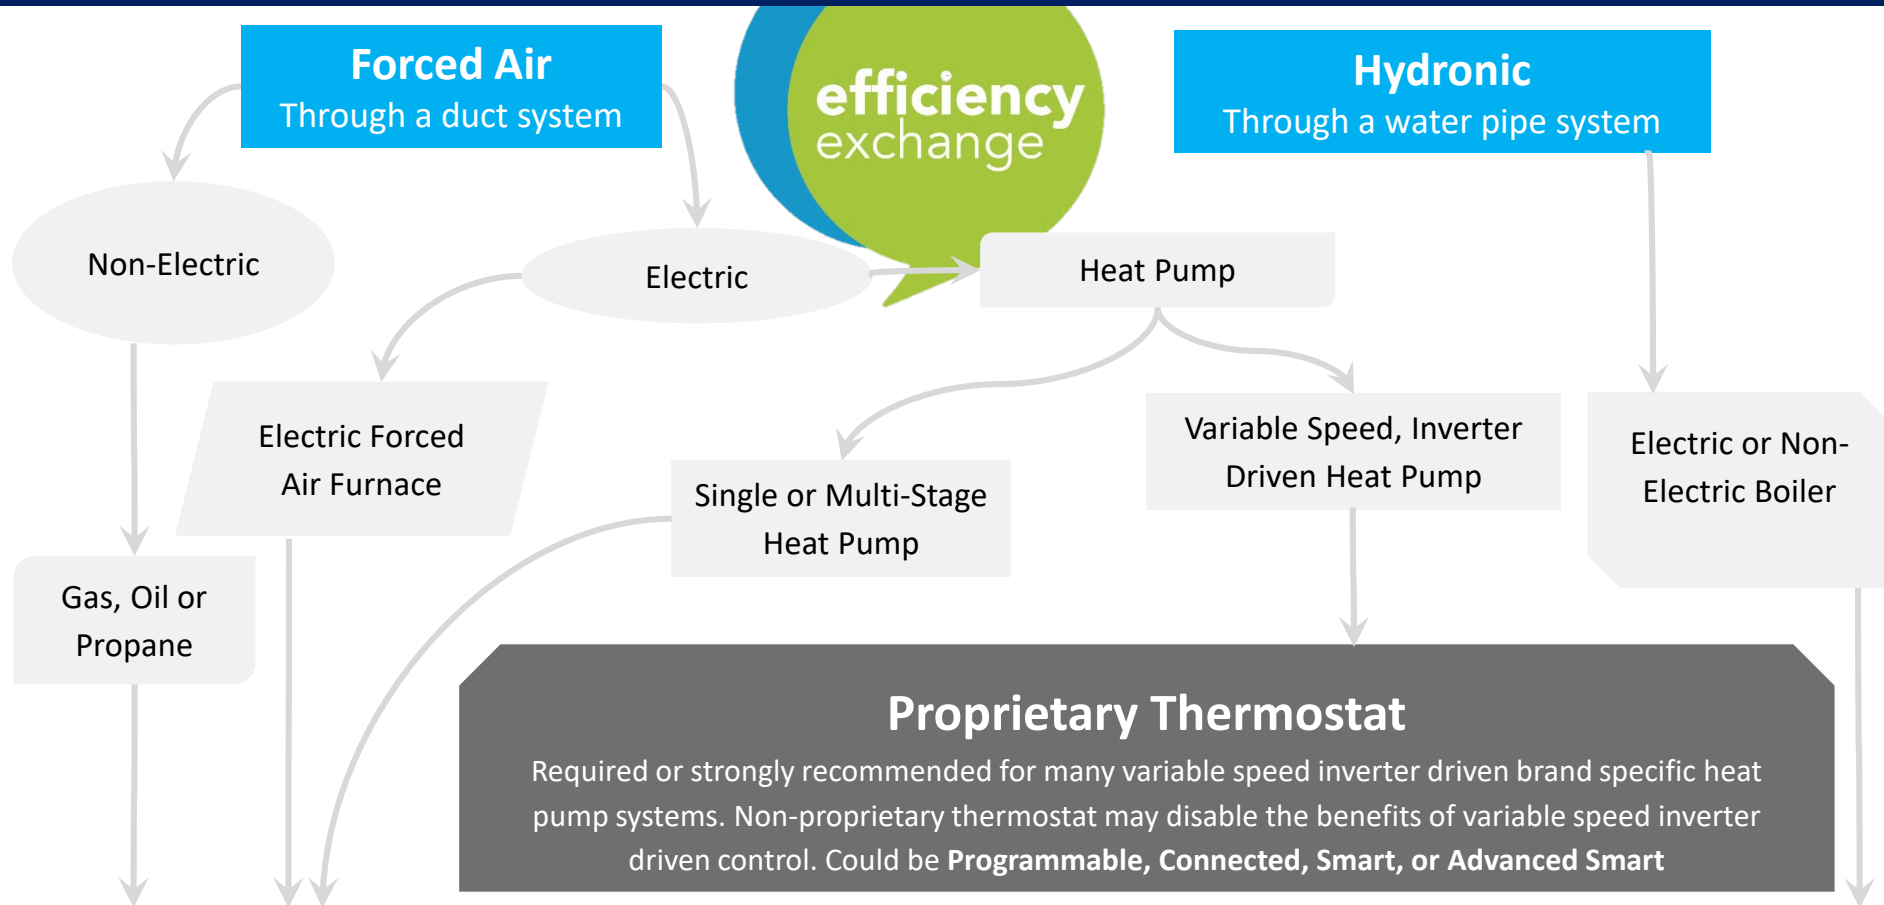 Forced Air
Through a duct system
efficiency
exchange
Hydronic
Through a water pipe system
Non-Electric
Electric
Heat Pump
Electric Forced
Air Furnace
Single or Multi-Stage
Heat Pump
Variable Speed, Inverter
Driven Heat Pump
Electric or Non-
Electric Boiler
Gas, Oil or
Propane
Proprietary Thermostat
Required or strongly recommended for many variable speed inverter driven brand specific heat
pump systems. Non-proprietary thermostat may disable the benefits of variable speed inverter
driven control. Could be Programmable, Connected, Smart, or Advanced Smart